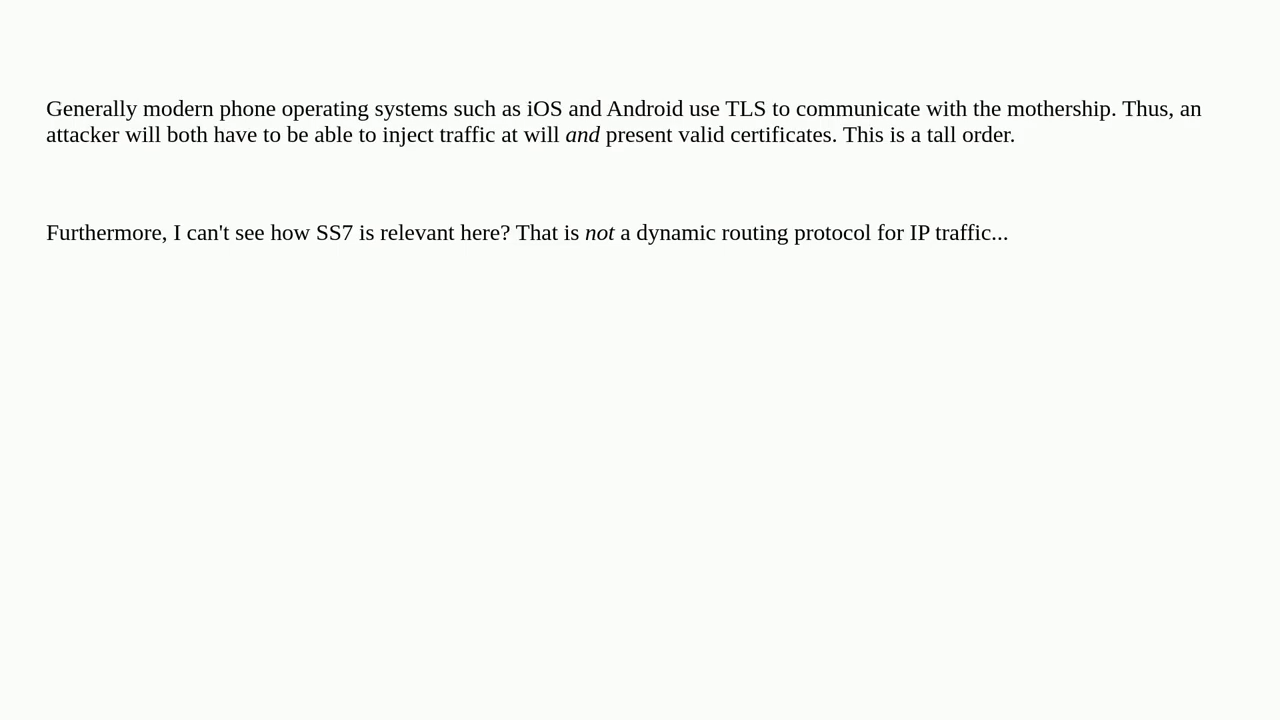 Generally modern phone operating systems such as iOS and Android use TLS to communicate with the mothership. Thus, an
attacker will both have to be able to inject traffic at will and present valid certificates. This is a tall order.
Furthermore, I can't see how SS7 is relevant here? That is not a dynamic routing protocol for IP traffic...